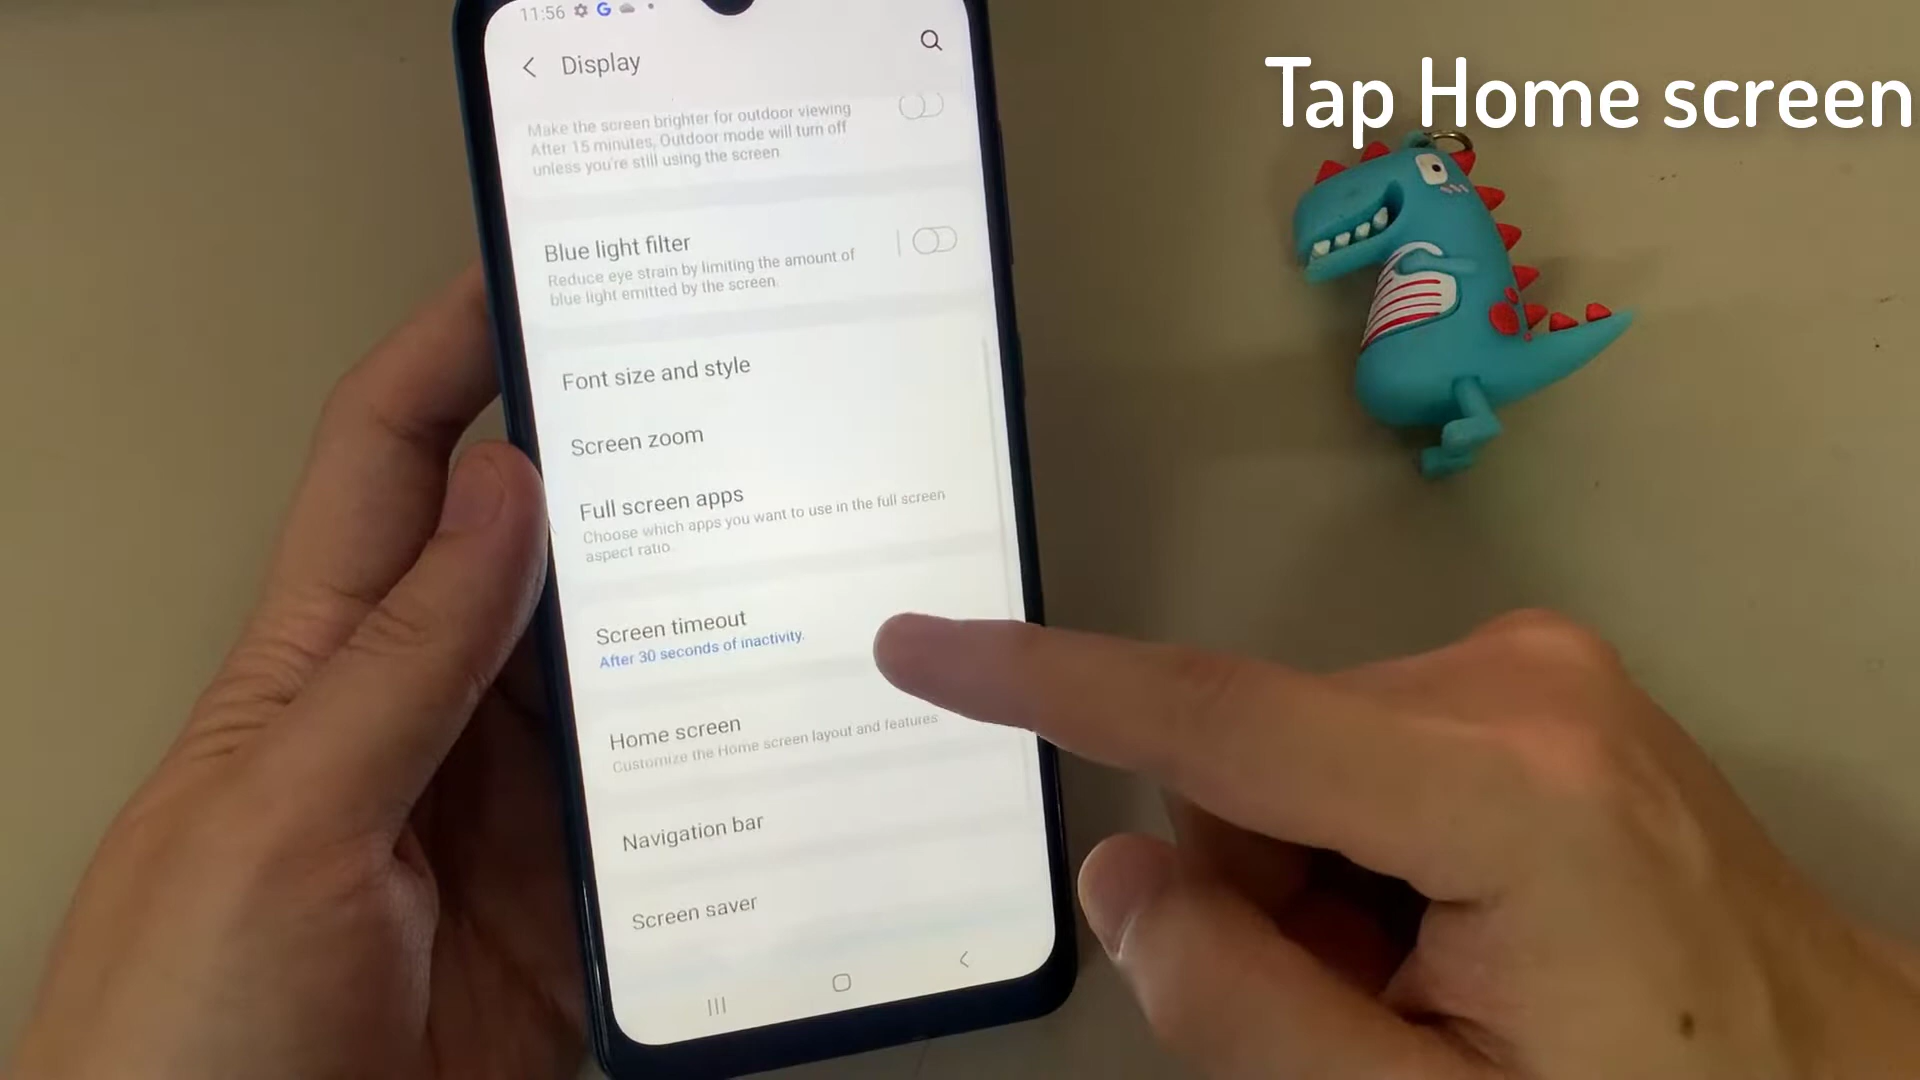 11:56
Display
Tap Home screen
Make the screen brighter for outdoor viewing
After 15 minutes, Outdoor mode will turn off
unless you're still using the screen.
Blue light filter
Reduce eye strain by limiting the amount of
blue light emitted by the screen.
Font size and style
Screen zoom
Full screen apps
Choose which apps you want to use in the full screen
aspect ratio.
Screen timeout
After 30 seconds of inactivity.
Home screen
Customize the Home screen layout and features
Navigation bar
Screen saver